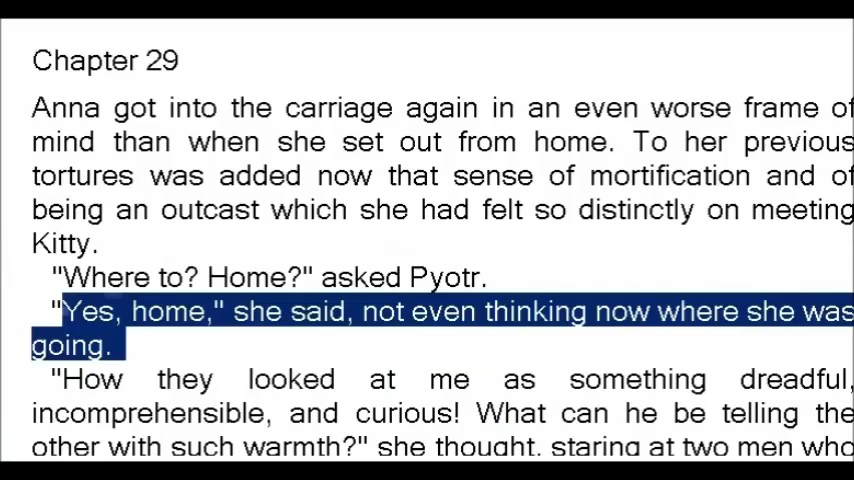 Chapter 29
Anna got into the carriage again in an even worse frame of
mind than when she set out from home. To her previous
tortures was added now that sense of mortification and of
being an outcast which she had felt so distinctly on meeting
Kitty.
"Where to? Home?" asked Pyotr.
"Yes, home," she said, not even thinking now where she was
going.
"How they looked at me as something dreadful,
incomprehensible, and curious! What can he be telling the
other with such warmth?" she thought, staring at two men who